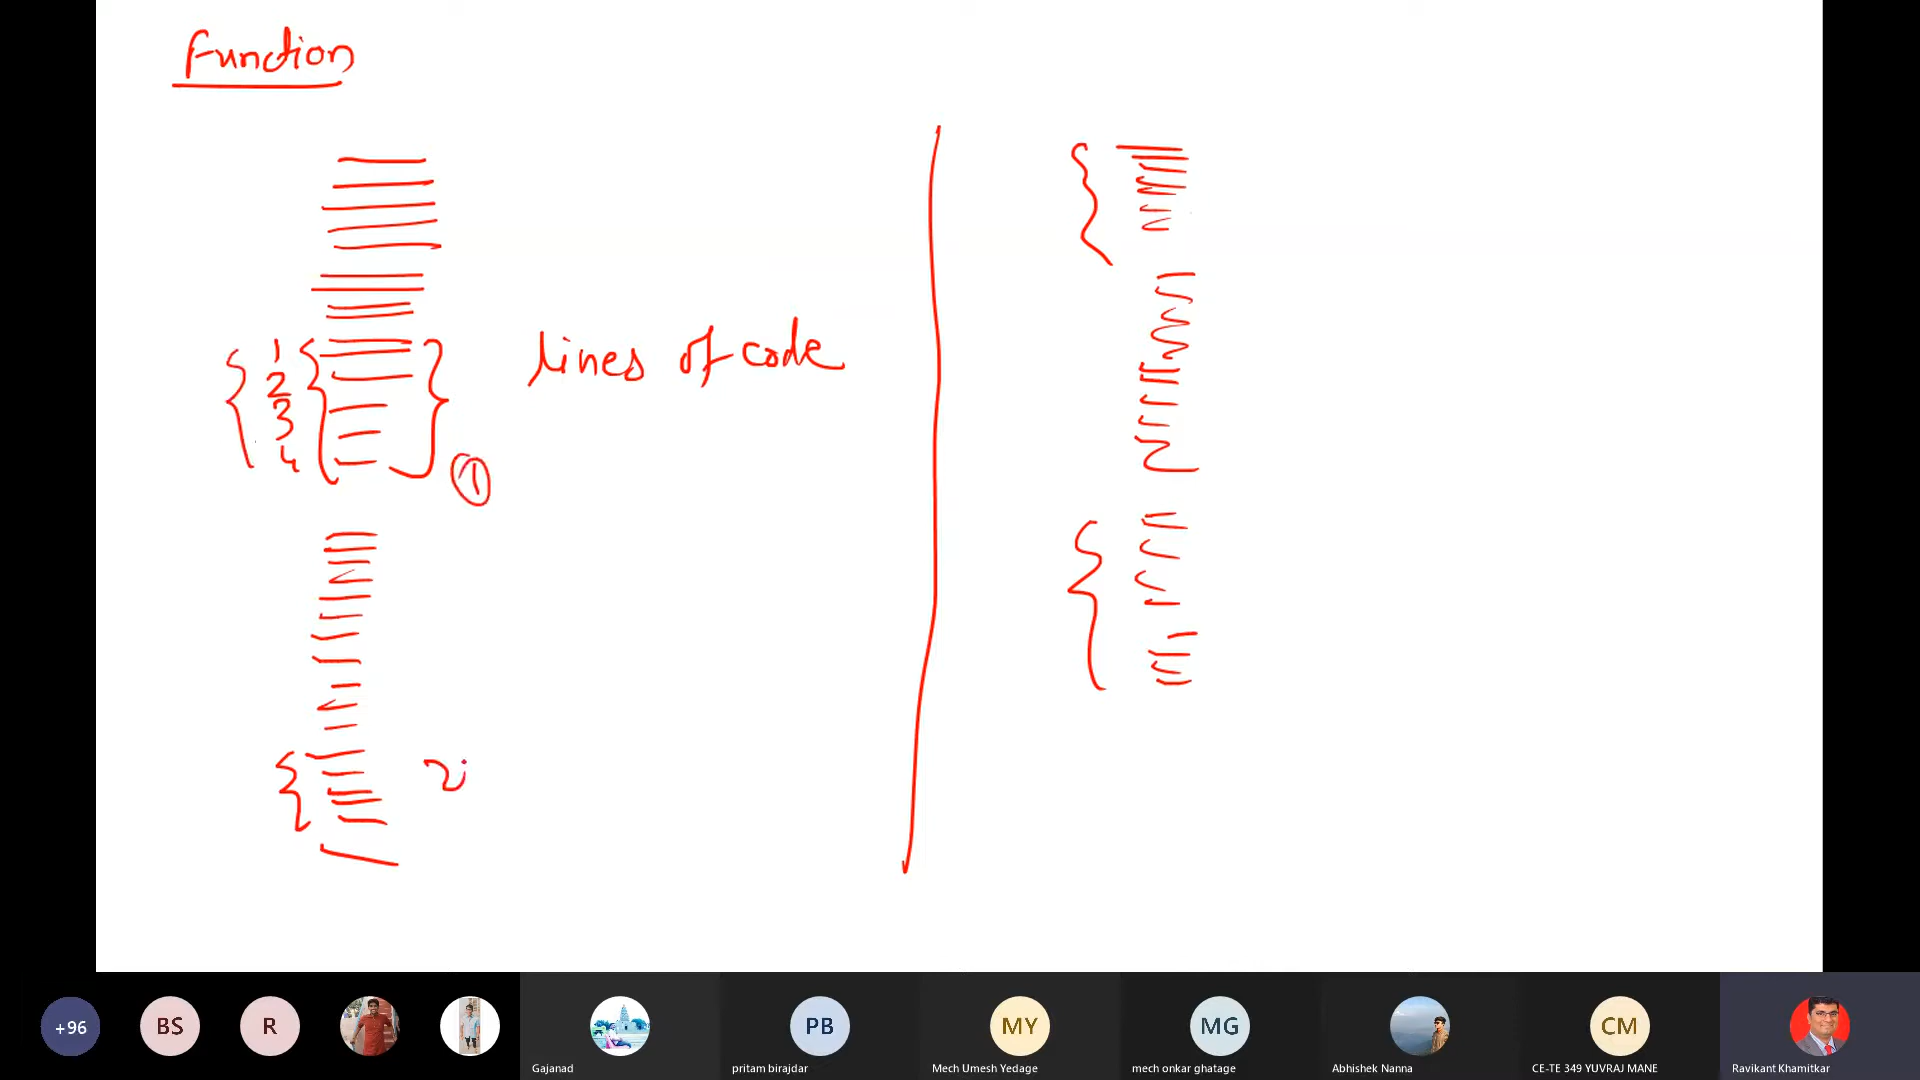 Function
lines of code
1
2
3
4
1
2
+96
BS
R
PB
MY
MG
CM
Gajanad
pritam birajdar
Mech Umesh Yedage
mech onkar ghatage
Abhishek Nanna
CE-TE 349 YUVRAJ MANE
Ravikant Khamitkar